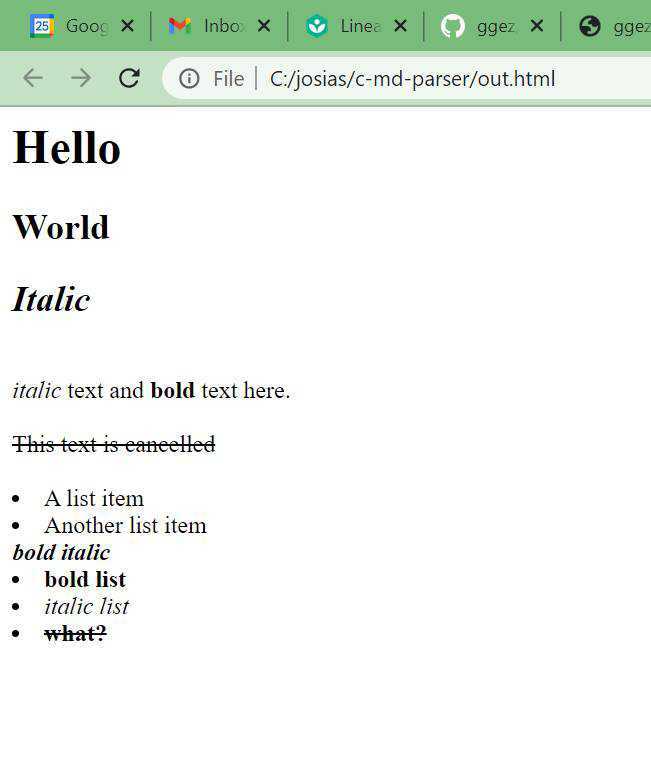 25 Goog Inbo Linea ggez ggez
File C:/josias/c-md-parser/out.html
Hello
World
Italic
italic text and bold text here.
This text is cancelled
A list item
Another list item
bold italic
bold list
italic list
what?